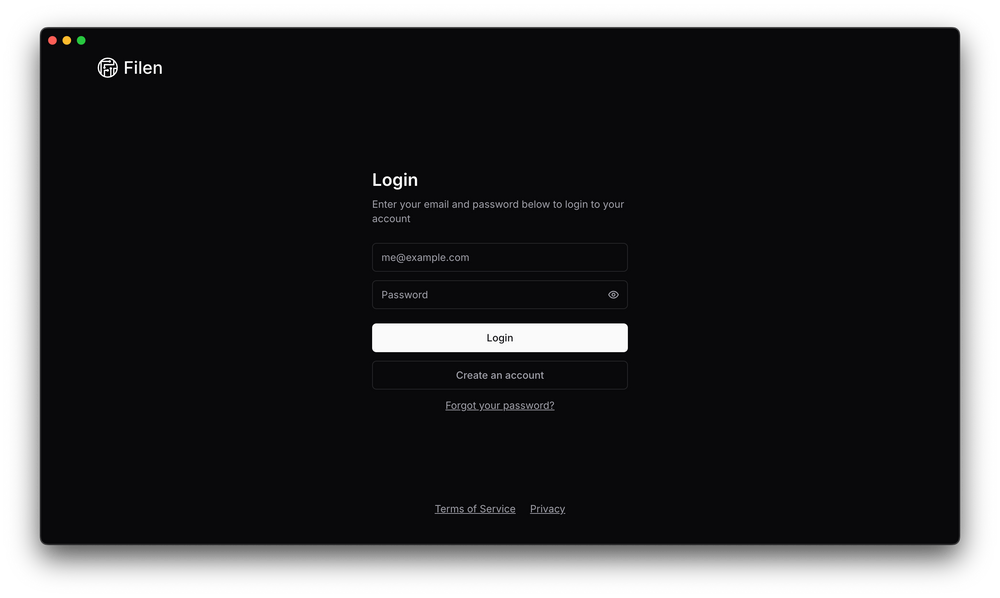 Filen
Login
Enter your email and password below to login to your
account
me@example.com
Password
Login
Create an account
Forgot your password?
Terms of Service Privacy